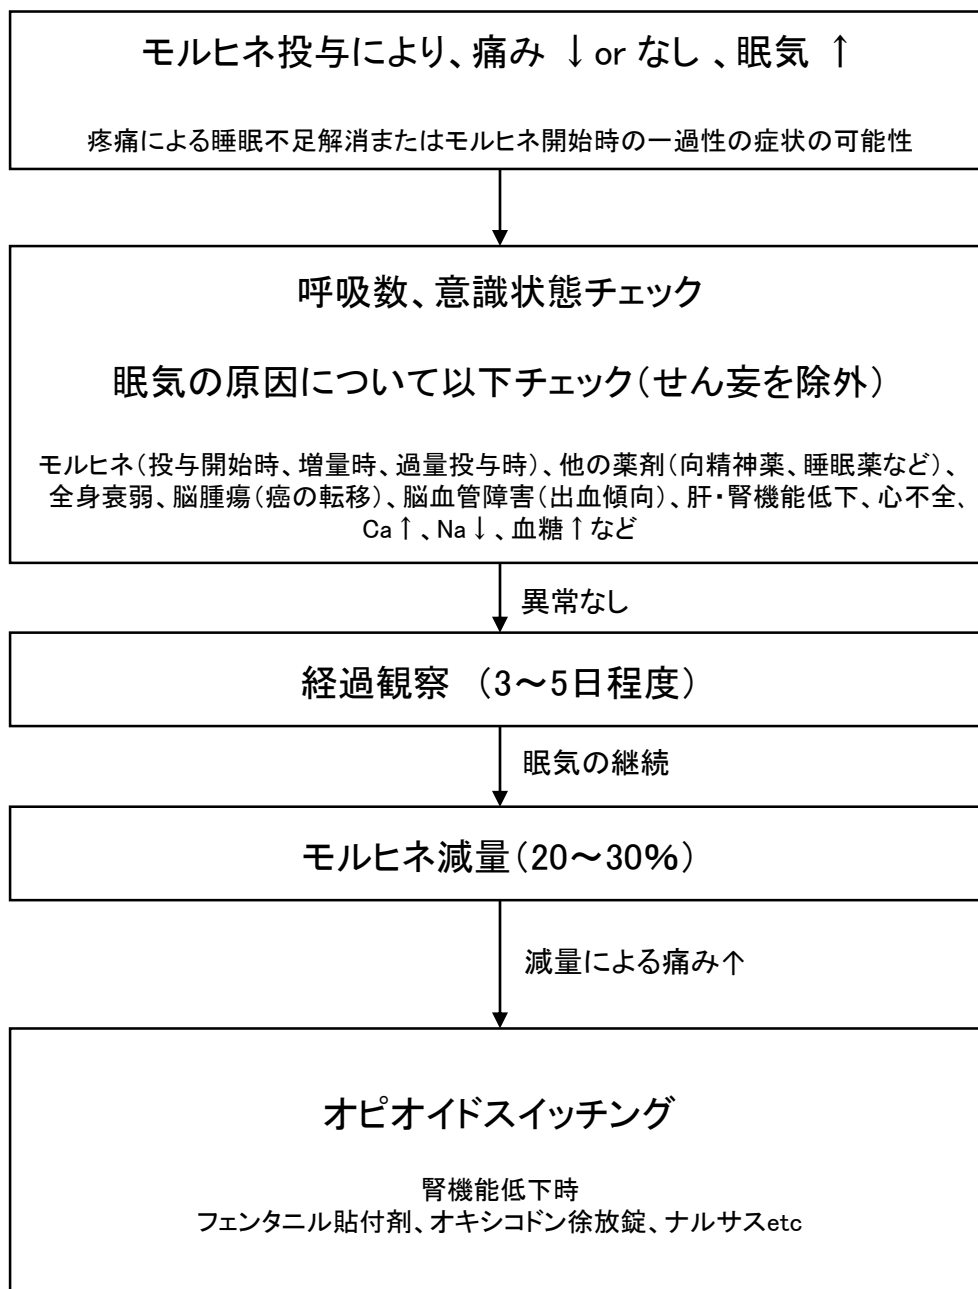 モルヒネ投与により、痛み ↓ or なし 、眠気 ↑
疼痛による睡眠不足解消またはモルヒネ開始時の一過性の症状の可能性
呼吸数、意識状態チェック
眠気の原因について以下チェック(せん妄を除外)
モルヒネ(投与開始時、増量時、過量投与時)、他の薬剤(向精神薬、睡眠薬など)、
全身衰弱、脳腫瘍(癌の転移)、脳血管障害(出血傾向)、肝・腎機能低下、心不全、
Ca↑、Na↓、血糖↑など
異常なし
経過観察 (3~5日程度)
眠気の継続
モルヒネ減量(20~30%)
減量による痛み↑
オピオイドスイッチング
腎機能低下時
フェンタニル貼付剤、オキシコドン徐放錠、ナルサスetc